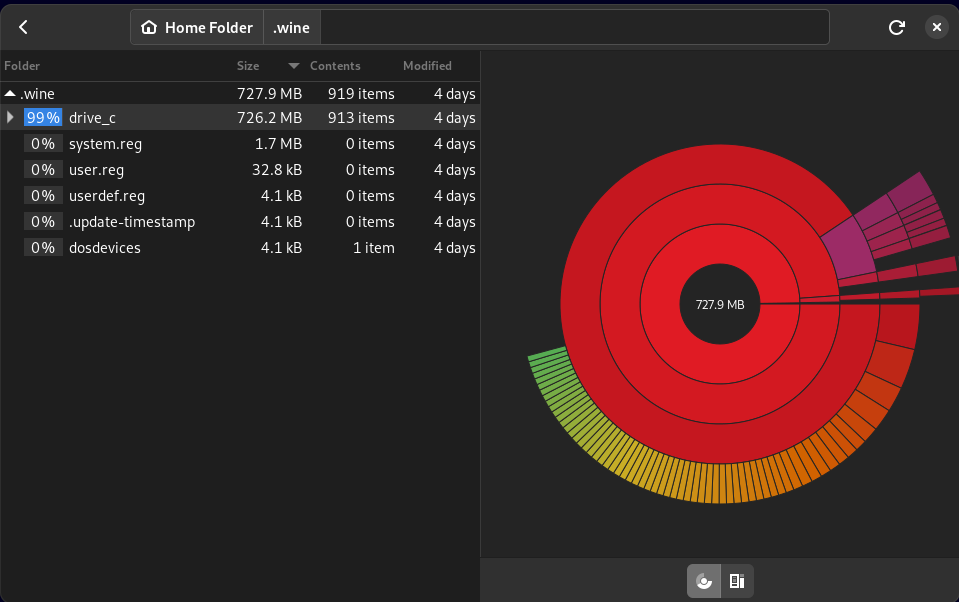 Home Folder .wine
Folder Size Contents Modified
.wine 727.9 MB 919 items 4 days
99% drive_c 726.2 MB 913 items 4 days
0% system.reg 1.7 MB 0 items 4 days
0% user.reg 32.8 kB 0 items 4 days
0% userdef.reg 4.1 kB 0 items 4 days
0% .update-timestamp 4.1 kB 0 items 4 days
0% dosdevices 4.1 kB 1 item 4 days
727.9 MB